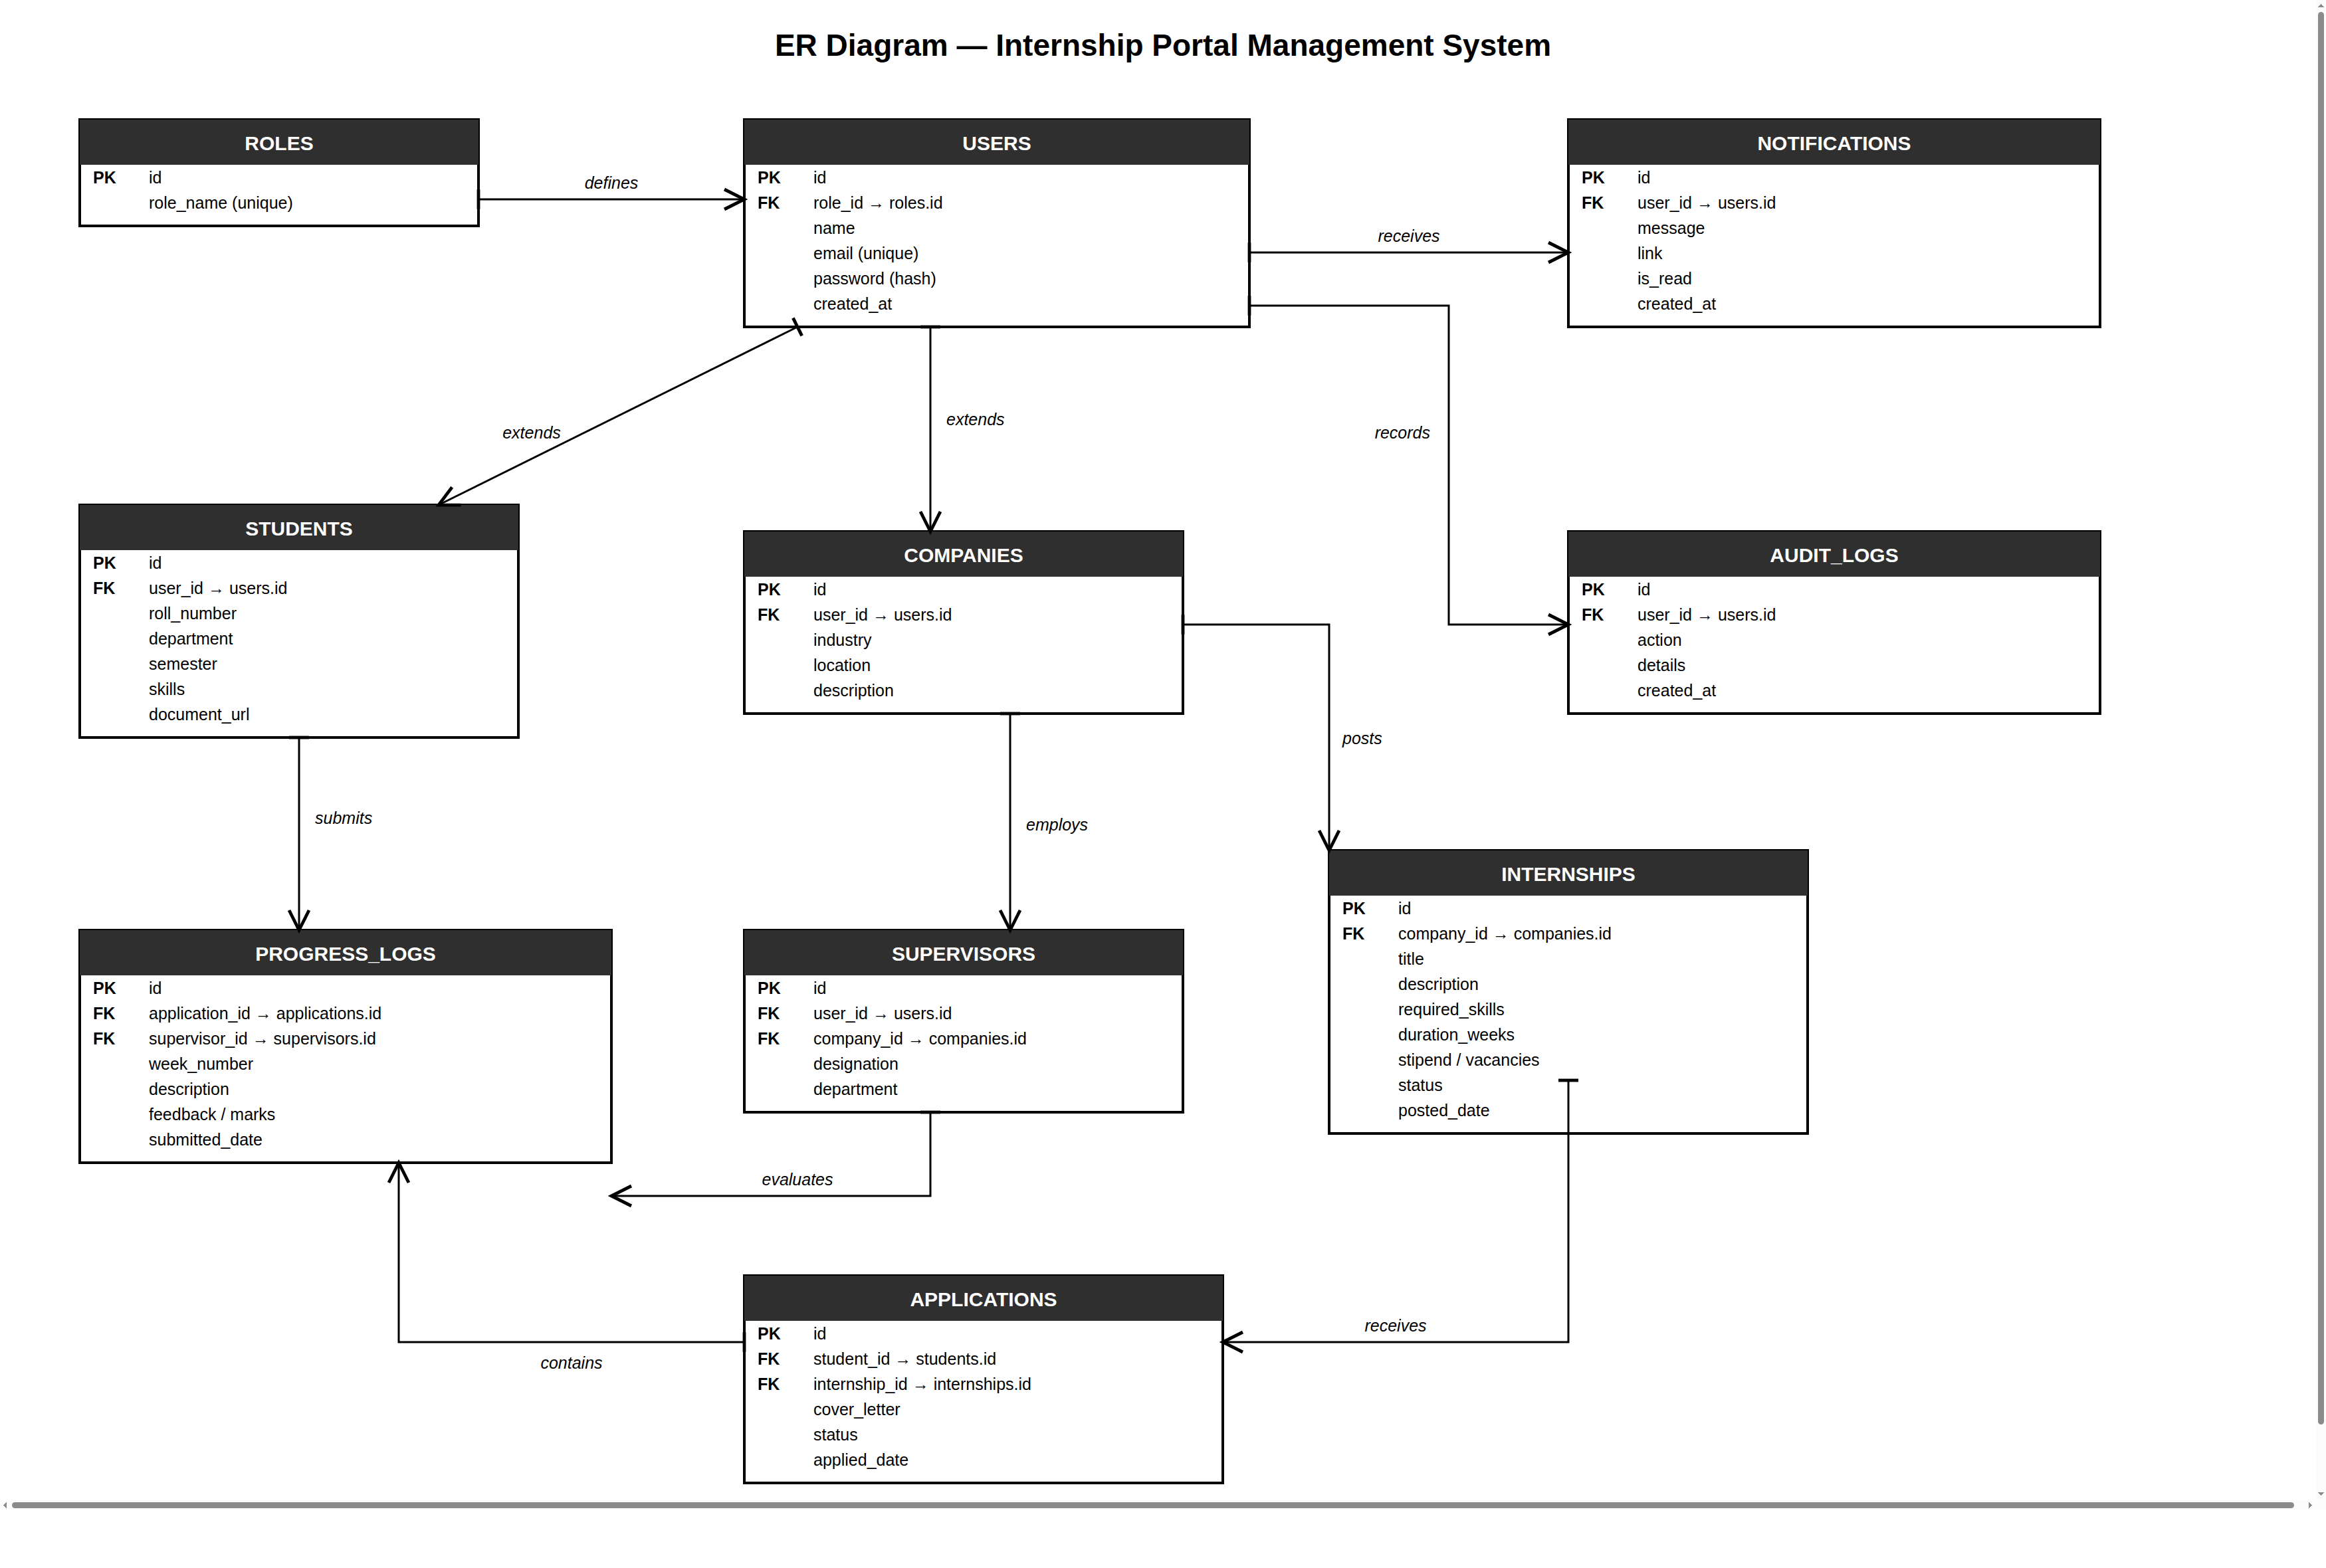 ER Diagram — Internship Portal Management System
ROLES
PK id
role_name (unique)
defines
USERS
PK id
FK role_id → roles.id
name
email (unique)
password (hash)
created_at
receives
NOTIFICATIONS
PK id
FK user_id → users.id
message
link
is_read
created_at
extends
extends
records
STUDENTS
PK id
FK user_id → users.id
roll_number
department
semester
skills
document_url
COMPANIES
PK id
FK user_id → users.id
industry
location
description
AUDIT_LOGS
PK id
FK user_id → users.id
action
details
created_at
submits
employs
posts
PROGRESS_LOGS
PK id
FK application_id → applications.id
FK supervisor_id → supervisors.id
week_number
description
feedback / marks
submitted_date
SUPERVISORS
PK id
FK user_id → users.id
FK company_id → companies.id
designation
department
INTERNSHIPS
PK id
FK company_id → companies.id
title
description
required_skills
duration_weeks
stipend / vacancies
status
posted_date
evaluates
contains
APPLICATIONS
PK id
FK student_id → students.id
FK internship_id → internships.id
cover_letter
status
applied_date
receives